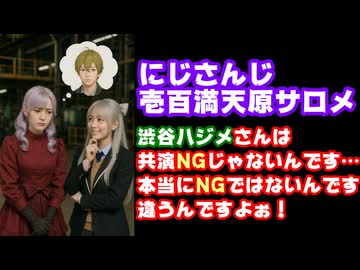 にじさんじ
壱百満天原サロメ
渋谷ハジメさんは
共演NGじゃないんです…
本当にNGではないんです
違うんですよぉ！